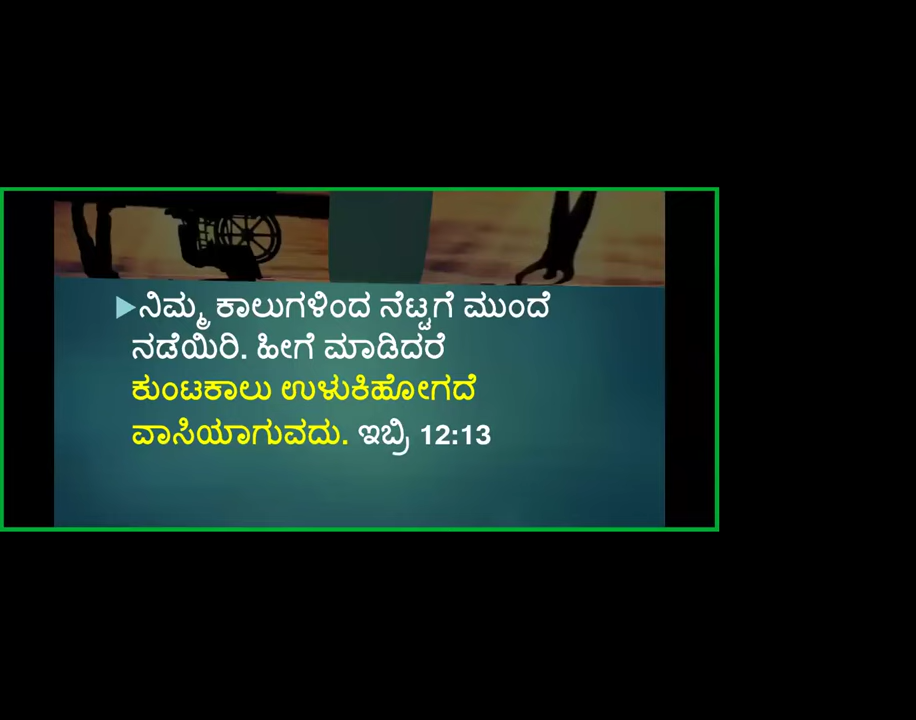 ನಿಮ್ಮ ಕಾಲುಗಳಿಂದ ನೆಟ್ಟಗೆ ಮುಂದೆ
ನಡೆಯಿರಿ. ಹೀಗೆ ಮಾಡಿದರೆ
ಕುಂಟಕಾಲು ಉಳುಕಿಹೋಗದೆ
ವಾಸಿಯಾಗುವದು. ಇಬ್ರಿ 12:13